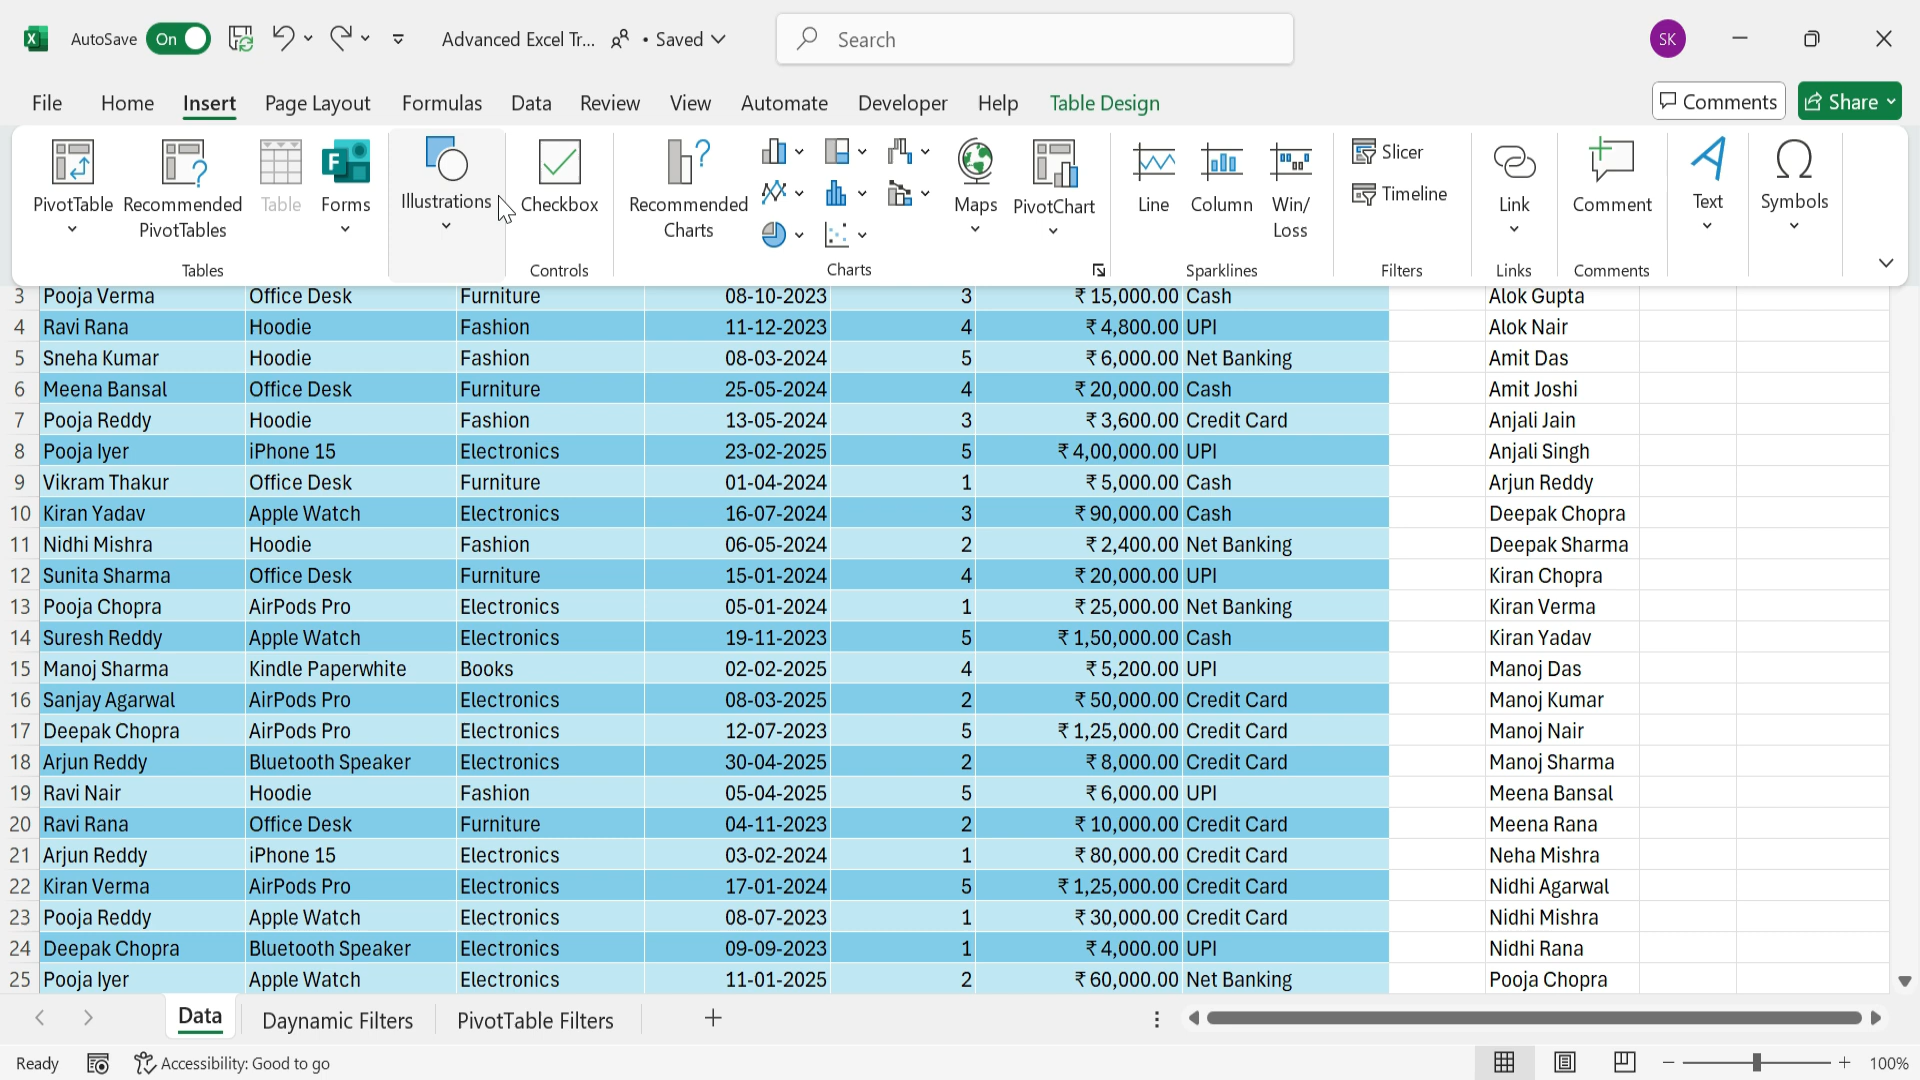 AutoSave On Advanced Excel Tr... • Saved Search SK
File Home Insert Page Layout Formulas Data Review View Automate Developer Help Table Design Comments Share
PivotTable Recommended PivotTables Table Forms Illustrations Checkbox Recommended Charts Maps PivotChart Line Column Win/ Loss Slicer Timeline Link Comment Text Symbols
Tables Controls Charts Sparklines Filters Links Comments
3 Pooja Verma Office Desk Furniture 08-10-2023 3 ₹ 15,000.00 Cash Alok Gupta
4 Ravi Rana Hoodie Fashion 11-12-2023 4 ₹ 4,800.00 UPI Alok Nair
5 Sneha Kumar Hoodie Fashion 08-03-2024 5 ₹ 6,000.00 Net Banking Amit Das
6 Meena Bansal Office Desk Furniture 25-05-2024 4 ₹ 20,000.00 Cash Amit Joshi
7 Pooja Reddy Hoodie Fashion 13-05-2024 3 ₹ 3,600.00 Credit Card Anjali Jain
8 Pooja Iyer iPhone 15 Electronics 23-02-2025 5 ₹ 4,00,000.00 UPI Anjali Singh
9 Vikram Thakur Office Desk Furniture 01-04-2024 1 ₹ 5,000.00 Cash Arjun Reddy
10 Kiran Yadav Apple Watch Electronics 16-07-2024 3 ₹ 90,000.00 Cash Deepak Chopra
11 Nidhi Mishra Hoodie Fashion 06-05-2024 2 ₹ 2,400.00 Net Banking Deepak Sharma
12 Sunita Sharma Office Desk Furniture 15-01-2024 4 ₹ 20,000.00 UPI Kiran Chopra
13 Pooja Chopra AirPods Pro Electronics 05-01-2024 1 ₹ 25,000.00 Net Banking Kiran Verma
14 Suresh Reddy Apple Watch Electronics 19-11-2023 5 ₹ 1,50,000.00 Cash Kiran Yadav
15 Manoj Sharma Kindle Paperwhite Books 02-02-2025 4 ₹ 5,200.00 UPI Manoj Das
16 Sanjay Agarwal AirPods Pro Electronics 08-03-2025 2 ₹ 50,000.00 Credit Card Manoj Kumar
17 Deepak Chopra AirPods Pro Electronics 12-07-2023 5 ₹ 1,25,000.00 Credit Card Manoj Nair
18 Arjun Reddy Bluetooth Speaker Electronics 30-04-2025 2 ₹ 8,000.00 Credit Card Manoj Sharma
19 Ravi Nair Hoodie Fashion 05-04-2025 5 ₹ 6,000.00 UPI Meena Bansal
20 Ravi Rana Office Desk Furniture 04-11-2023 2 ₹ 10,000.00 Credit Card Meena Rana
21 Arjun Reddy iPhone 15 Electronics 03-02-2024 1 ₹ 80,000.00 Credit Card Neha Mishra
22 Kiran Verma AirPods Pro Electronics 17-01-2024 5 ₹ 1,25,000.00 Credit Card Nidhi Agarwal
23 Pooja Reddy Apple Watch Electronics 08-07-2023 1 ₹ 30,000.00 Credit Card Nidhi Mishra
24 Deepak Chopra Bluetooth Speaker Electronics 09-09-2023 1 ₹ 4,000.00 UPI Nidhi Rana
25 Pooja Iyer Apple Watch Electronics 11-01-2025 2 ₹ 60,000.00 Net Banking Pooja Chopra
Data Daynamic Filters PivotTable Filters
Ready Accessibility: Good to go 100%